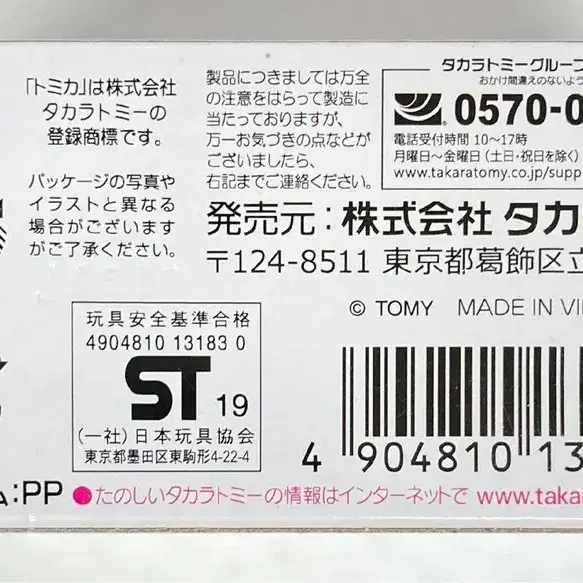 「トミカ」は株式会社
タカラトミーの
登録商標です。
パッケージの写真や
イラストと異なる
場合がございます
がご了承ください。
製品につきましては万全
の注意をはらって製造に
当たっておりますが、
万一お気づきの点などが
ございましたら、
右記までご連絡ください。
タカラトミーグループ
おかけ間違えのないよう
0570-0
電話受付時間 10～17時
月曜日～金曜日（土日・祝日を除く）
www.takaratomy.co.jp/supp
発売元：株式会社 タカ
〒124-8511 東京都葛飾区立
© TOMY MADE IN VI
玩具安全基準合格
4904810 13183 0
ST 19
(一社)日本玩具協会
東京都墨田区東駒形4-22-4
4 904810 13
:PP
●たのしいタカラトミーの情報はインターネットで www.taka